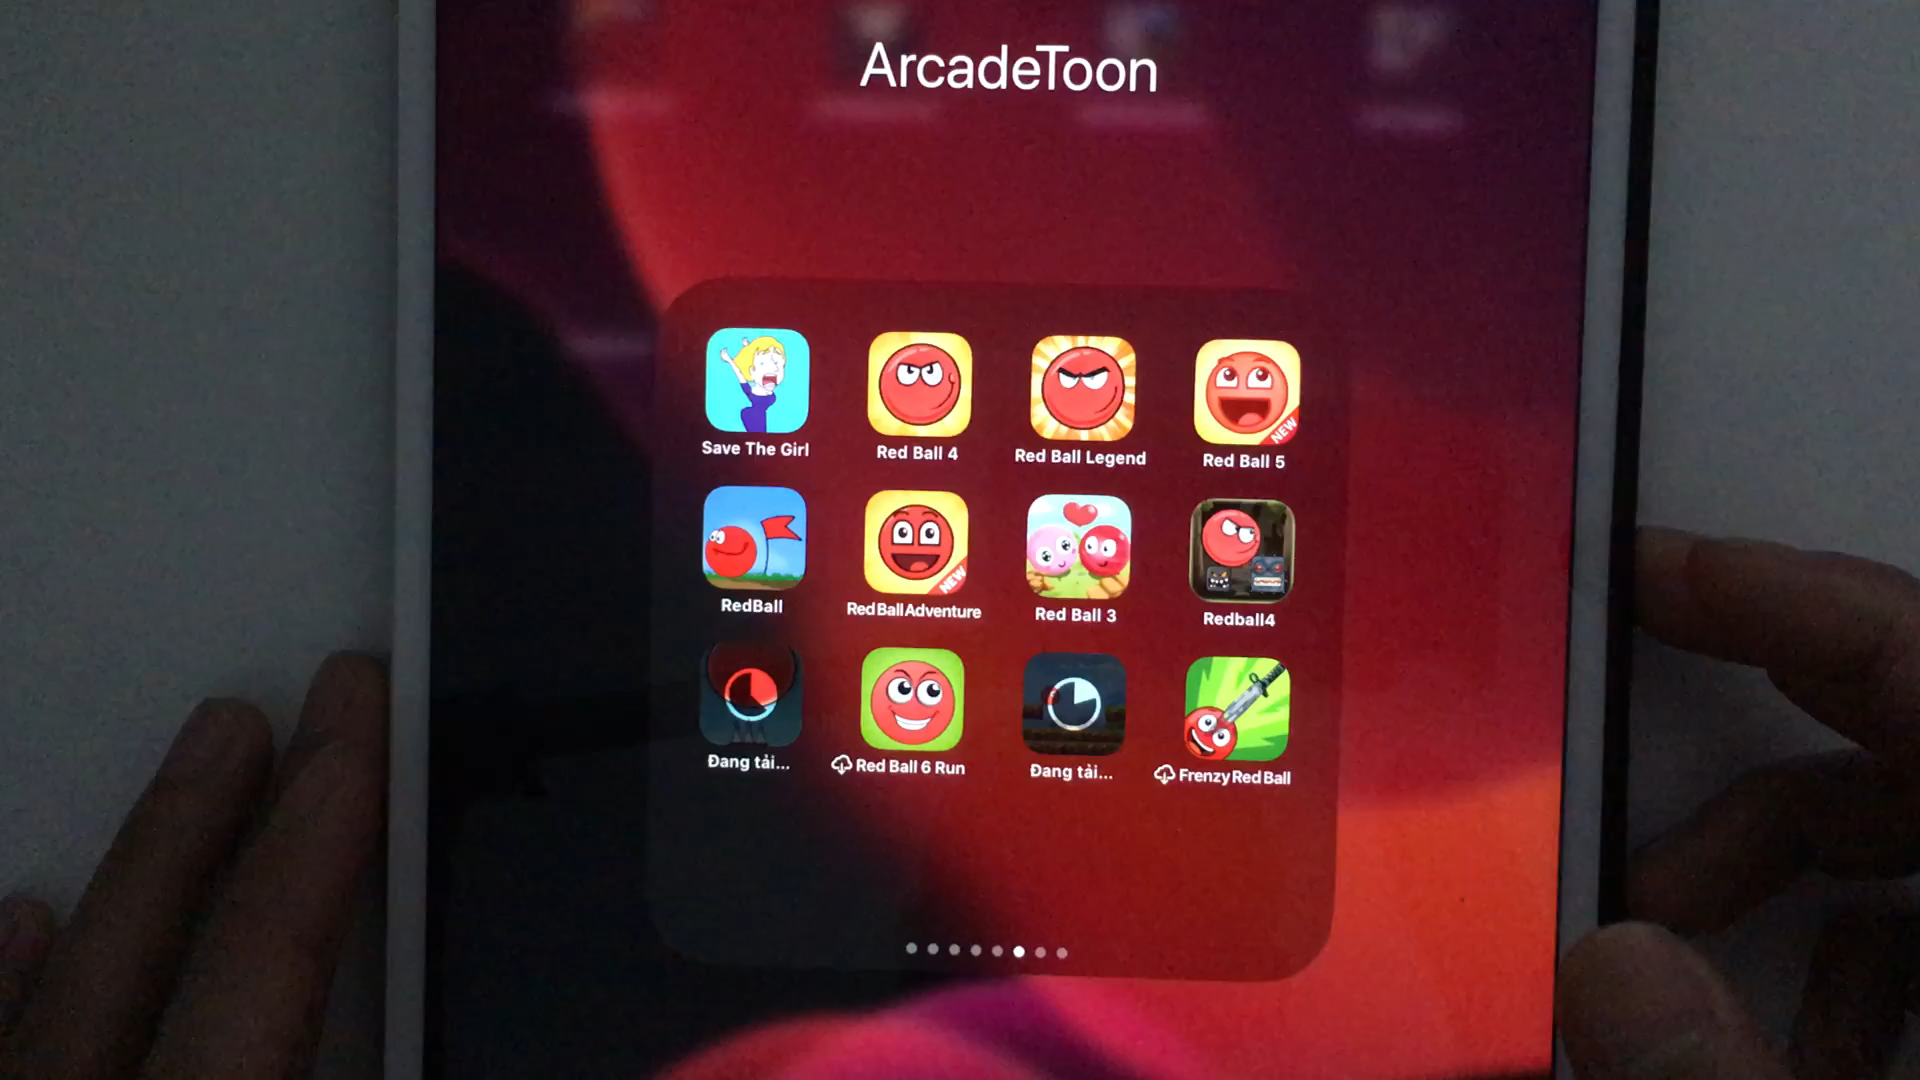 ArcadeToon
Save The Girl
Red Ball 4
Red Ball Legend
Red Ball 5
NEW
RedBall
Red Ball Adventure
NEW
Red Ball 3
Redball4
Đang tải...
Red Ball 6 Run
Đang tải...
Frenzy Red Ball